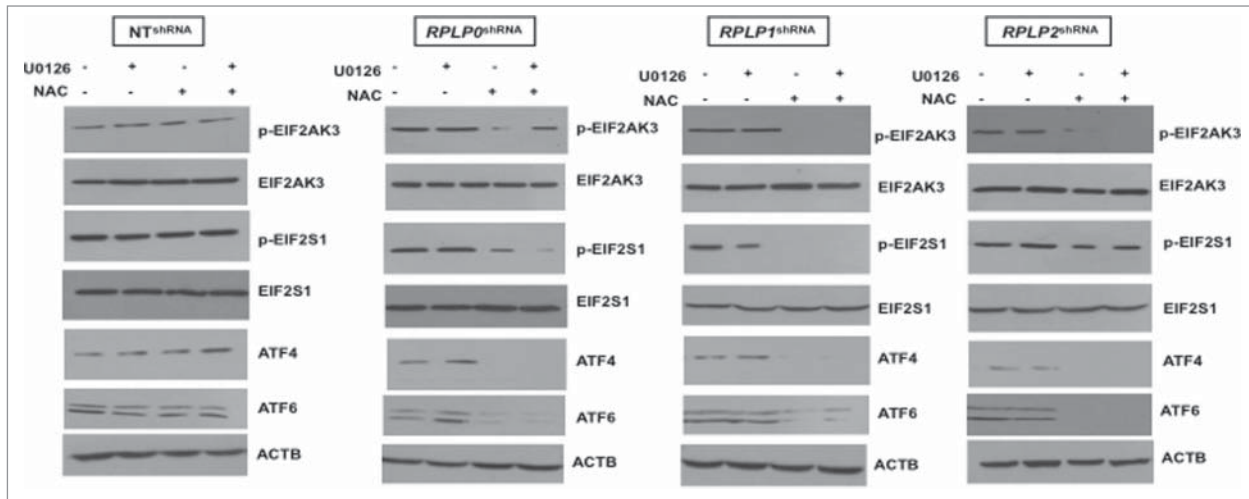 NTshRNA
U0126 - + +
NAC - - + +
p-EIF2AK3
EIF2AK3
p-EIF2S1
EIF2S1
ATF4
ATF6
ACTB
RPLP0shRNA
U0126 - + +
NAC - - + +
p-EIF2AK3
EIF2AK3
p-EIF2S1
EIF2S1
ATF4
ATF6
ACTB
RPLP1shRNA
U0126 - + +
NAC - - + +
p-EIF2AK3
EIF2AK3
p-EIF2S1
EIF2S1
ATF4
ATF6
ACTB
RPLP2shRNA
U0126 - + +
NAC - - + +
p-EIF2AK3
EIF2AK3
p-EIF2S1
EIF2S1
ATF4
ATF6
ACTB